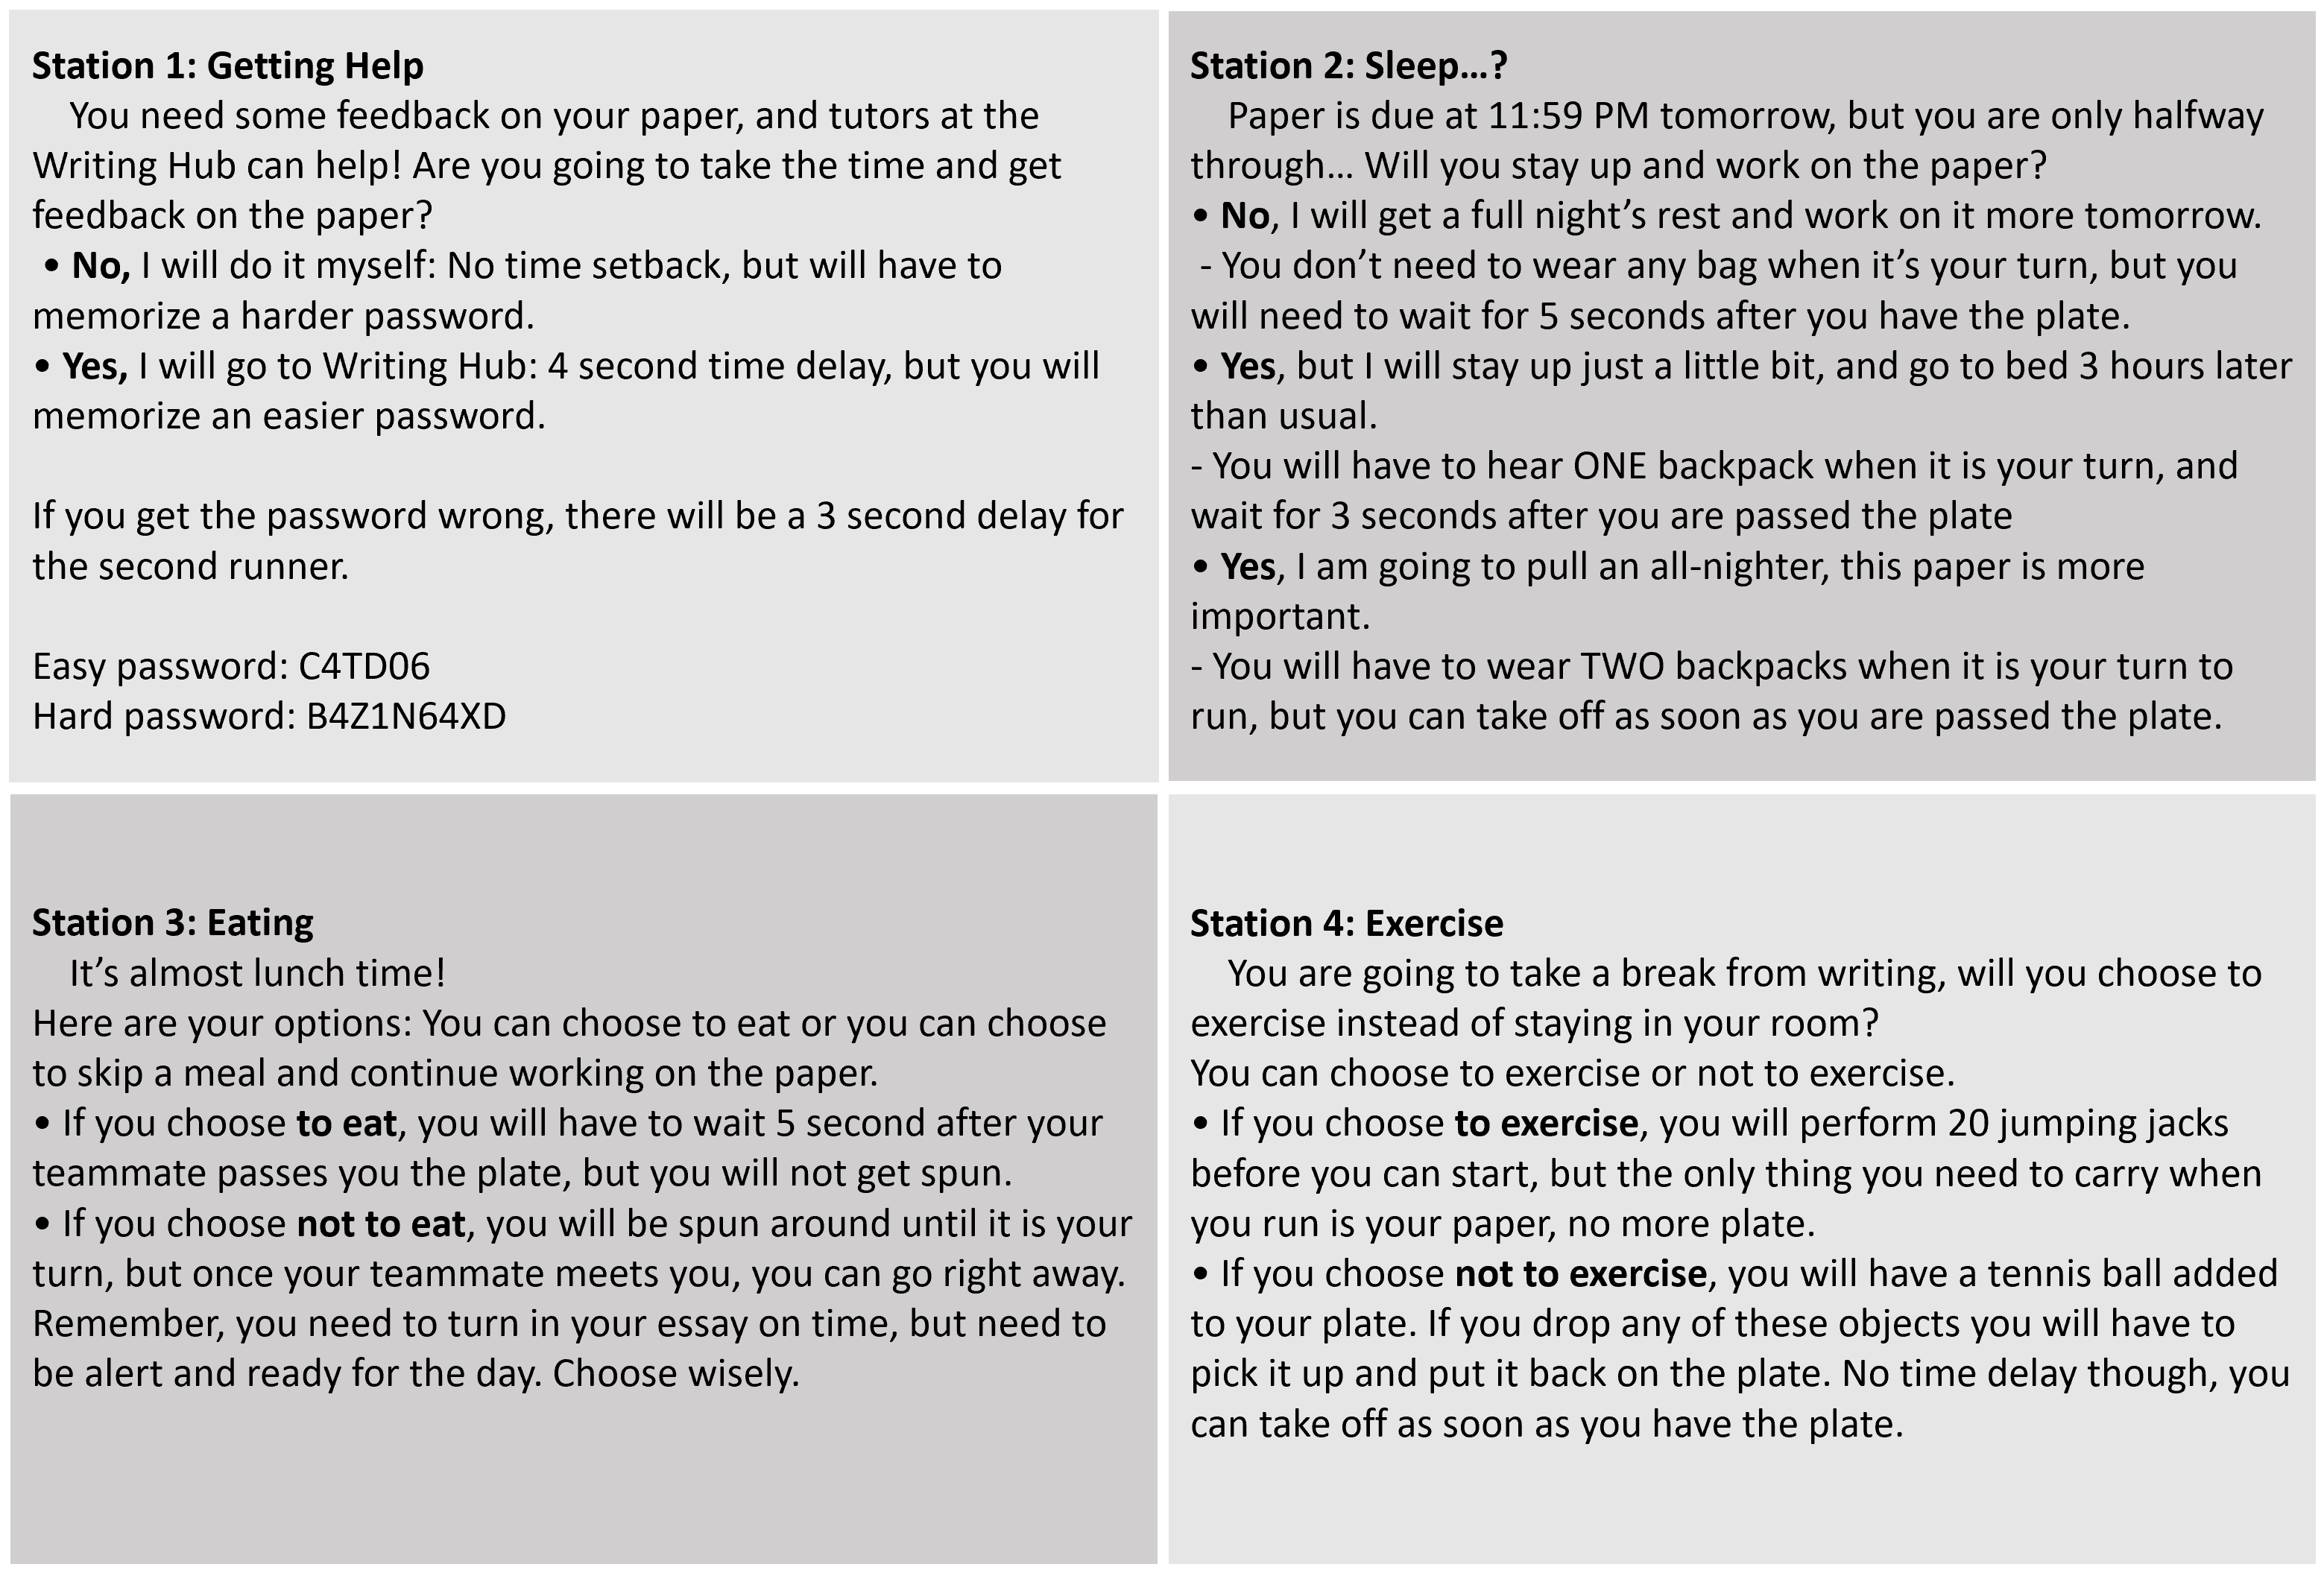 Station 1: Getting Help
You need some feedback on your paper, and tutors at the
Writing Hub can help! Are you going to take the time and get
feedback on the paper?
• No, I will do it myself: No time setback, but will have to
memorize a harder password.
• Yes, I will go to Writing Hub: 4 second time delay, but you will
memorize an easier password.
If you get the password wrong, there will be a 3 second delay for
the second runner.
Easy password: C4TD06
Hard password: B4Z1N64XD
Station 2: Sleep...?
Paper is due at 11:59 PM tomorrow, but you are only halfway
through... Will you stay up and work on the paper?
• No, I will get a full night's rest and work on it more tomorrow.
- You don't need to wear any bag when it's your turn, but you
will need to wait for 5 seconds after you have the plate.
• Yes, but I will stay up just a little bit, and go to bed 3 hours later
than usual.
- You will have to hear ONE backpack when it is your turn, and
wait for 3 seconds after you are passed the plate
• Yes, I am going to pull an all-nighter, this paper is more
important.
- You will have to wear TWO backpacks when it is your turn to
run, but you can take off as soon as you are passed the plate.
Station 3: Eating
It's almost lunch time!
Here are your options: You can choose to eat or you can choose
to skip a meal and continue working on the paper.
• If you choose to eat, you will have to wait 5 second after your
teammate passes you the plate, but you will not get spun.
• If you choose not to eat, you will be spun around until it is your
turn, but once your teammate meets you, you can go right away.
Remember, you need to turn in your essay on time, but need to
be alert and ready for the day. Choose wisely.
Station 4: Exercise
You are going to take a break from writing, will you choose to
exercise instead of staying in your room?
You can choose to exercise or not to exercise.
• If you choose to exercise, you will perform 20 jumping jacks
before you can start, but the only thing you need to carry when
you run is your paper, no more plate.
• If you choose not to exercise, you will have a tennis ball added
to your plate. If you drop any of these objects you will have to
pick it up and put it back on the plate. No time delay though, you
can take off as soon as you have the plate.